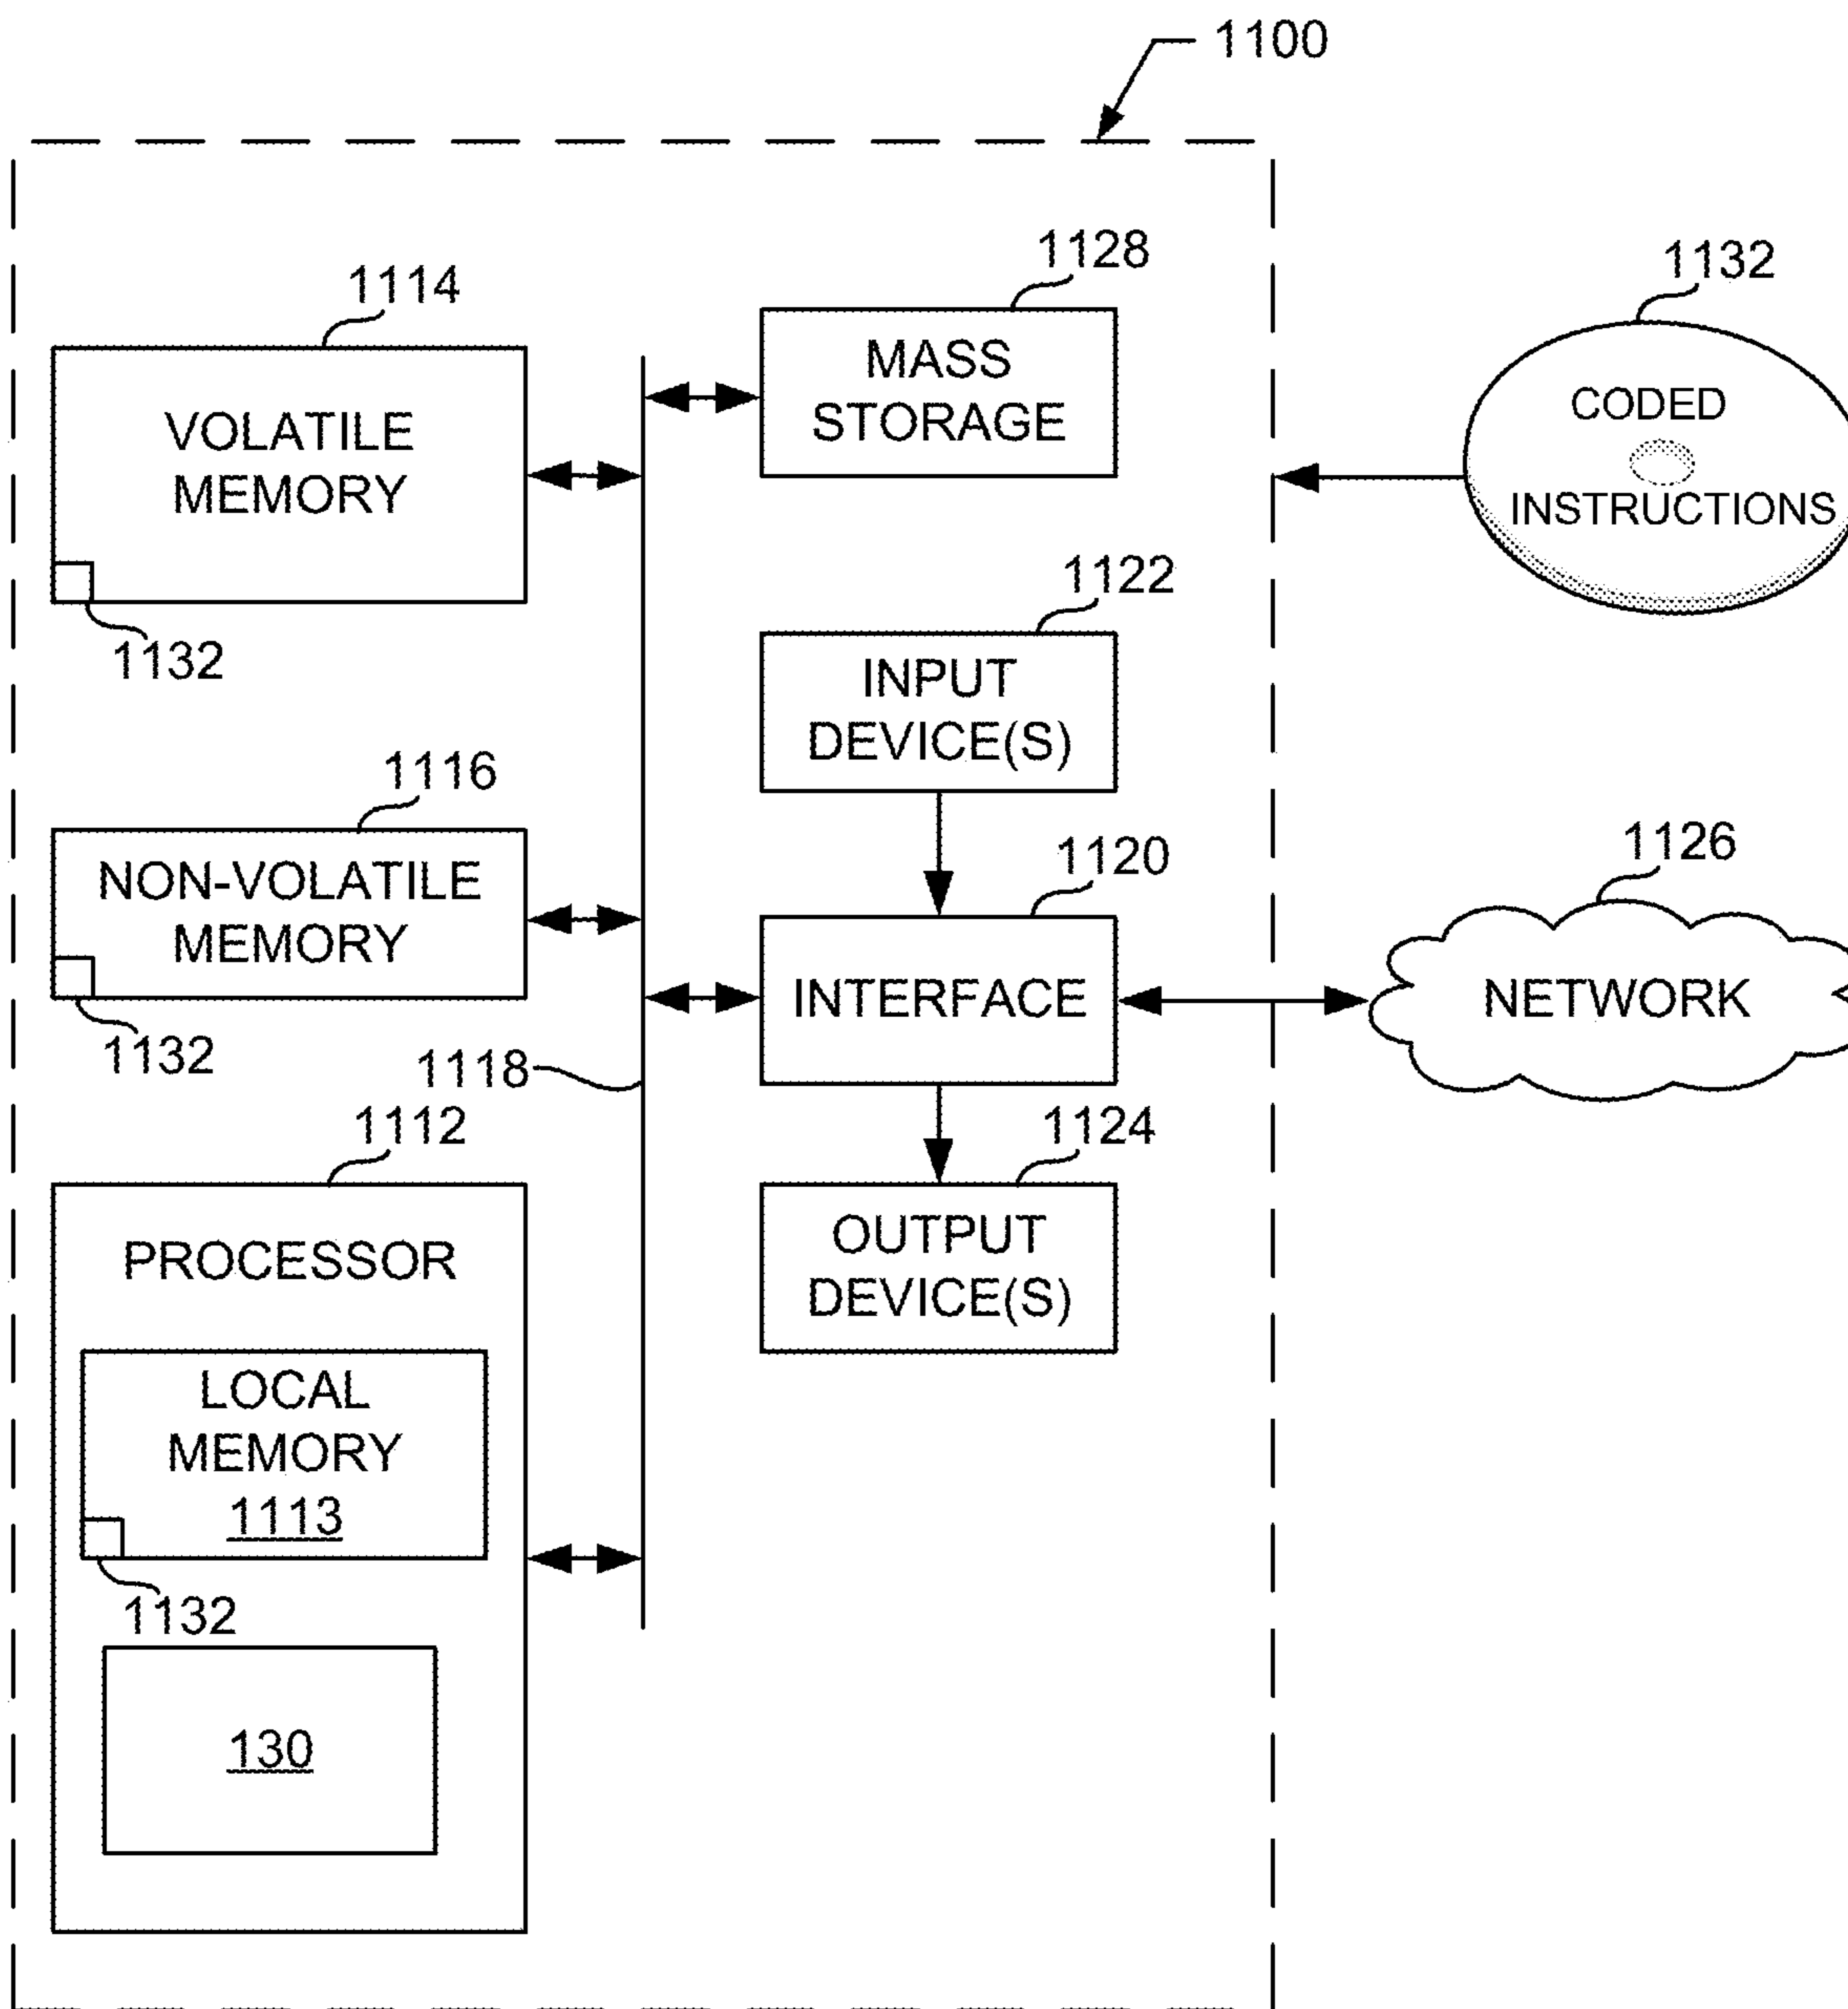 1100
1114
VOLATILE
MEMORY
1132
1128
MASS
STORAGE
1132
CODED
INSTRUCTIONS
1122
INPUT
DEVICE(S)
1116
NON-VOLATILE
MEMORY
1132
1120
INTERFACE
1126
NETWORK
1118
1112
PROCESSOR
LOCAL
MEMORY
1113
1132
130
1124
OUTPUT
DEVICE(S)